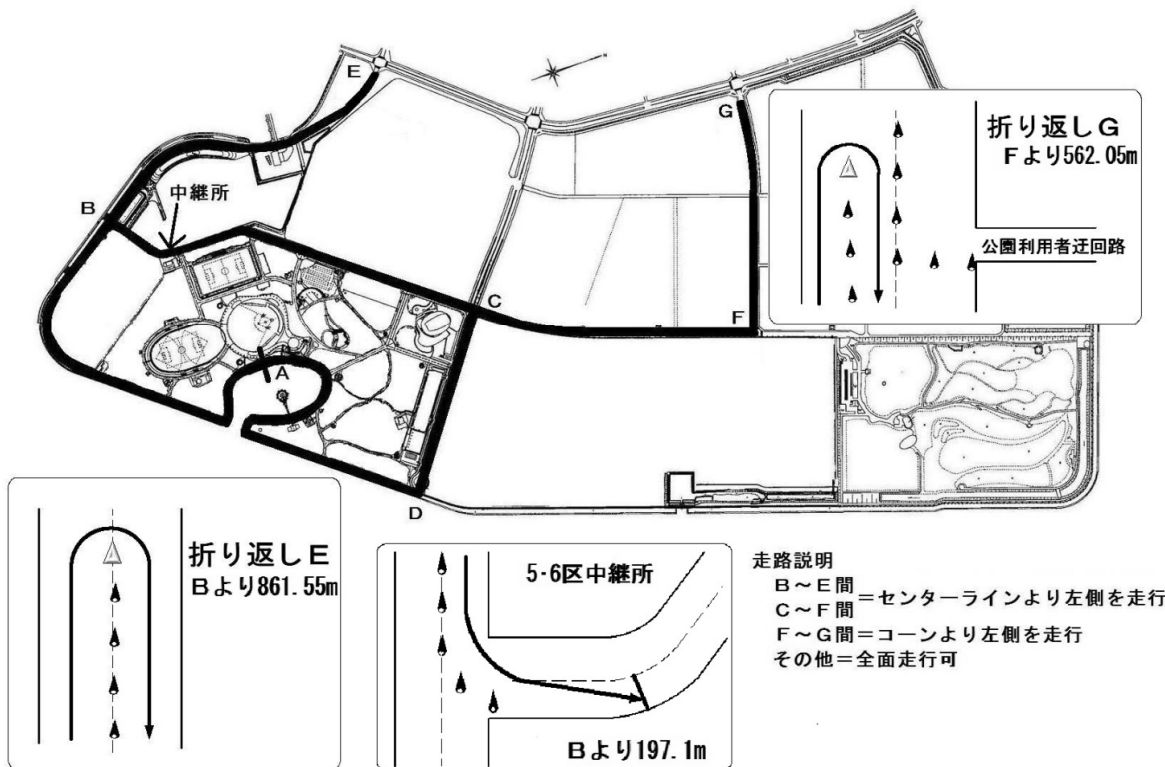 E
G
折り返しG
Fより562.05m
公園利用者迂回路
B
中継所
C
F
A
D
折り返しE
Bより861.55m
5-6区中継所
Bより197.1m
走路説明
B~E間
C~F間
=センターラインより左側を走行
F~G間=コーンより左側を走行
その他=全面走行可